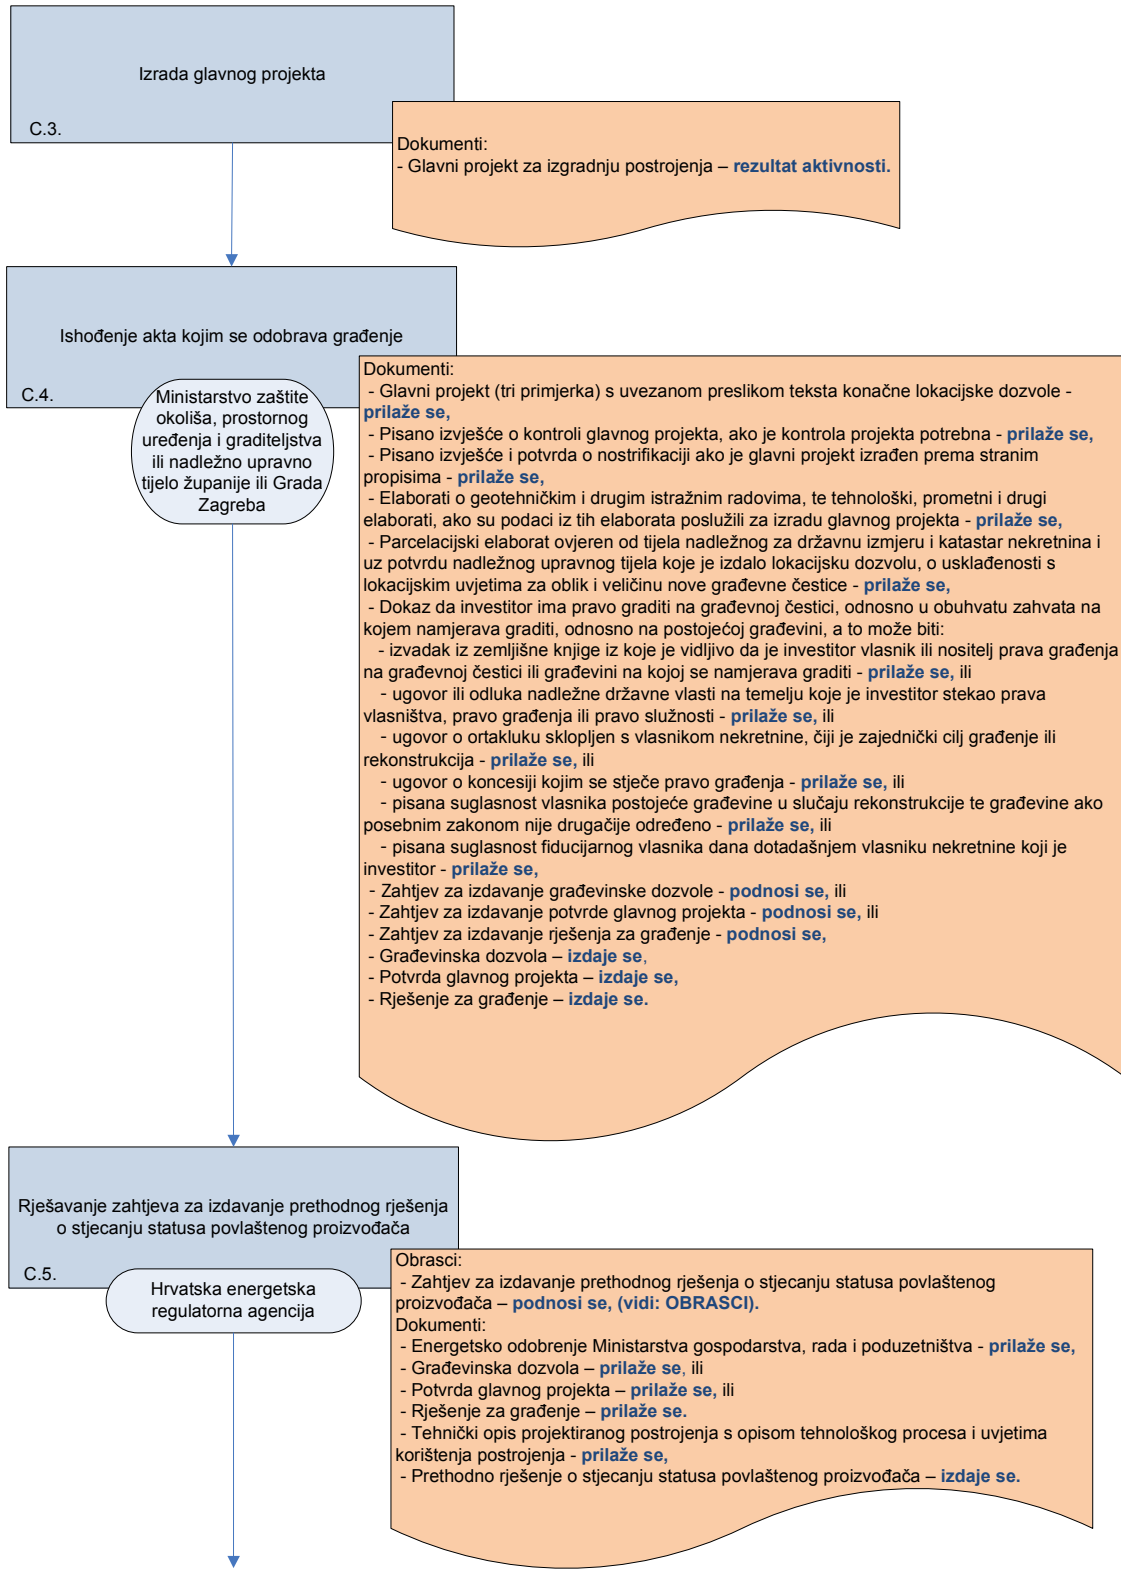 Izrada glavnog projekta
C.3.
Dokumenti:
- Glavni projekt za izgradnju postrojenja – rezultat aktivnosti.
Ishođenje akta kojim se odobrava građenje
C.4.
Ministarstvo zaštite
okoliša, prostornog
uređenja i graditeljstva
ili nadležno upravno
tijelo županije ili Grada
Zagreba
Dokumenti:
- Glavni projekt (tri primjerka) s uvezanom preslikom teksta konačne lokacijske dozvole -
prilaže se,
- Pisano izvješće o kontroli glavnog projekta, ako je kontrola projekta potrebna - prilaže se,
- Pisano izvješće i potvrda o nostrifikaciji ako je glavni projekt izrađen prema stranim
propisima - prilaže se,
- Elaborati o geotehničkim i drugim istražnim radovima, te tehnološki, prometni i drugi
elaborati, ako su podaci iz tih elaborata poslužili za izradu glavnog projekta - prilaže se,
- Parcelacijski elaborat ovjeren od tijela nadležnog za državnu izmjeru i katastar nekretnina i
uz potvrdu nadležnog upravnog tijela koje je izdalo lokacijsku dozvolu, o usklađenosti s
lokacijskim uvjetima za oblik i veličinu nove građevne čestice - prilaže se,
- Dokaz da investitor ima pravo graditi na građevnoj čestici, odnosno u obuhvatu zahvata na
kojem namjerava graditi, odnosno na postojećoj građevini, a to može biti:
- izvadak iz zemljišne knjige iz koje je vidljivo da je investitor vlasnik ili nositelj prava građenja
na građevnoj čestici ili građevini na kojoj se namjerava graditi - prilaže se, ili
- ugovor ili odluka nadležne državne vlasti na temelju koje je investitor stekao prava
vlasništva, pravo građenja ili pravo služnosti - prilaže se, ili
- ugovor o ortakluku sklopljen s vlasnikom nekretnine, čiji je zajednički cilj građenje ili
rekonstrukcija - prilaže se, ili
- ugovor o koncesiji kojim se stječe pravo građenja - prilaže se, ili
- pisana suglasnost vlasnika postojeće građevine u slučaju rekonstrukcije te građevine ako
posebnim zakonom nije drugačije određeno - prilaže se, ili
- pisana suglasnost fiducijarnog vlasnika dana dotadašnjem vlasniku nekretnine koji je
investitor - prilaže se,
- Zahtjev za izdavanje građevinske dozvole - podnosi se, ili
- Zahtjev za izdavanje potvrde glavnog projekta - podnosi se, ili
- Zahtjev za izdavanje rješenja za građenje - podnosi se,
- Građevinska dozvola – izdaje se,
- Potvrda glavnog projekta – izdaje se,
- Rješenje za građenje – izdaje se.
Rješavanje zahtjeva za izdavanje prethodnog rješenja
o stjecanju statusa povlaštenog proizvođača
C.5.
Hrvatska energetska
regulatorna agencija
Obrasci:
- Zahtjev za izdavanje prethodnog rješenja o stjecanju statusa povlaštenog
proizvođača – podnosi se, (vidi: OBRASCI).
Dokumenti:
- Energetsko odobrenje Ministarstva gospodarstva, rada i poduzetništva - prilaže se,
- Građevinska dozvola – prilaže se, ili
- Potvrda glavnog projekta – prilaže se, ili
- Rješenje za građenje – prilaže se.
- Tehnički opis projektiranog postrojenja s opisom tehnološkog procesa i uvjetima
korištenja postrojenja - prilaže se,
- Prethodno rješenje o stjecanju statusa povlaštenog proizvođača – izdaje se.